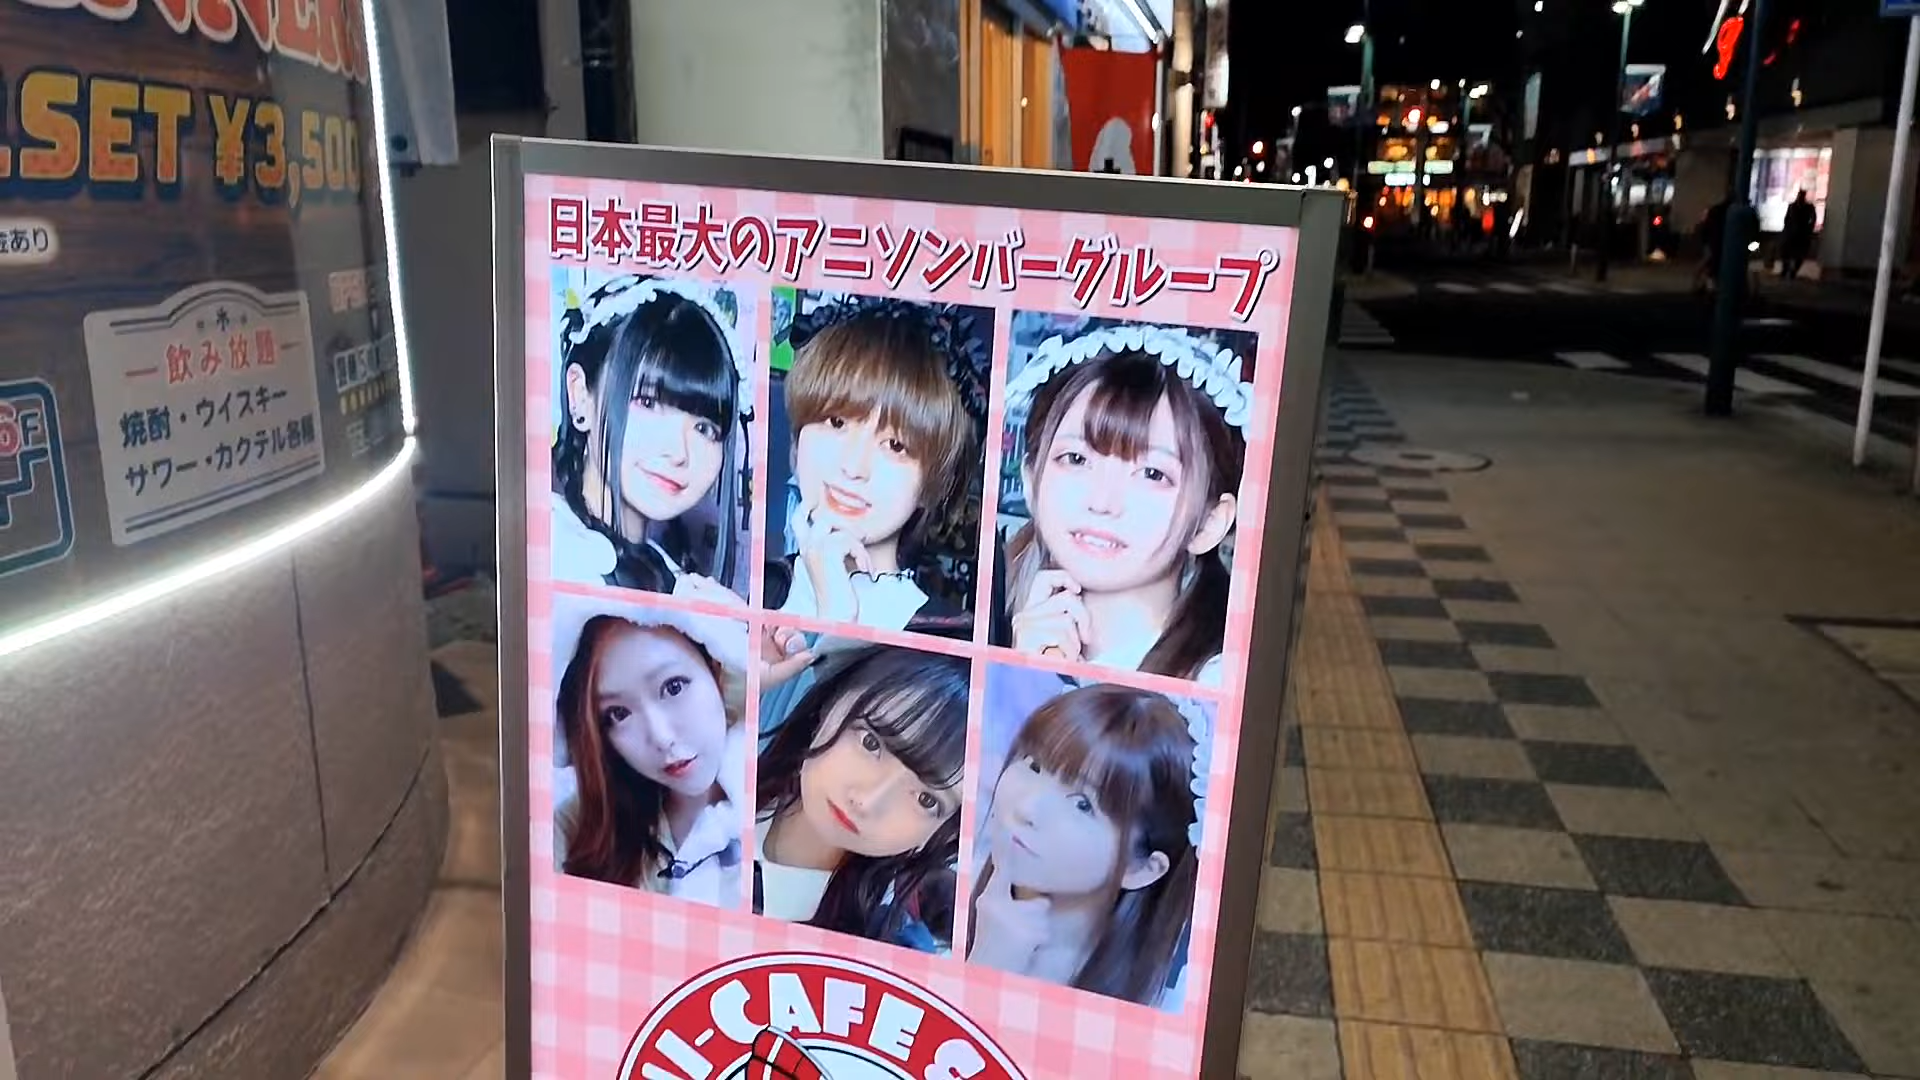 SET ¥3,500
あり
飲み放題
焼酎・ウイスキー
サワー・カクテル各種
6F
日本最大のアニソンバーグループ
CAFE &